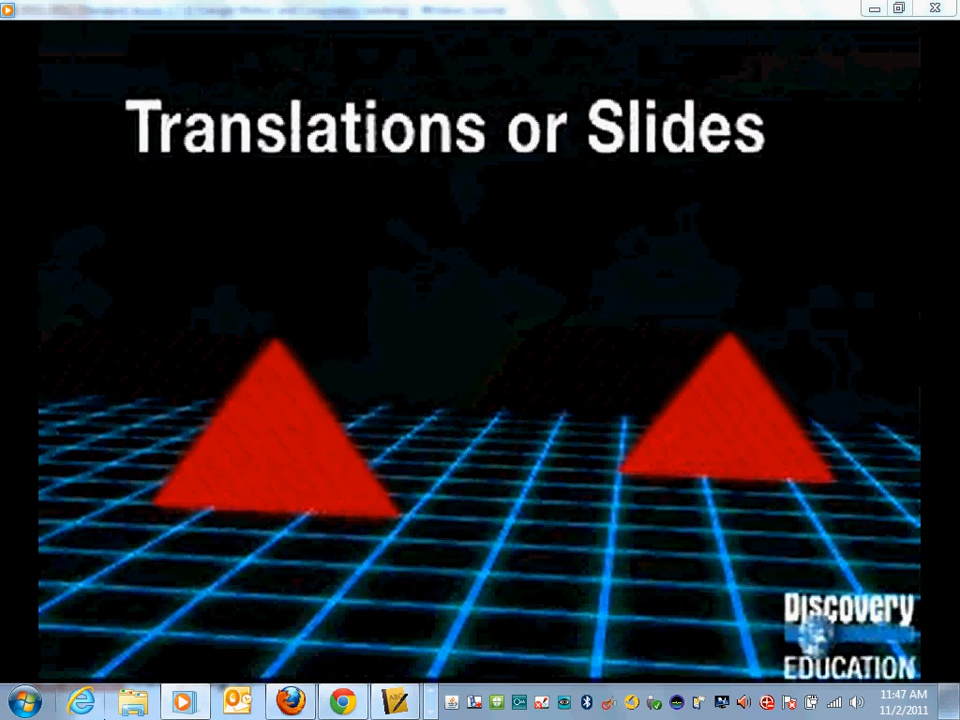 Translations or Slides
Discovery
EDUCATION
11:47 AM
11/2/2011